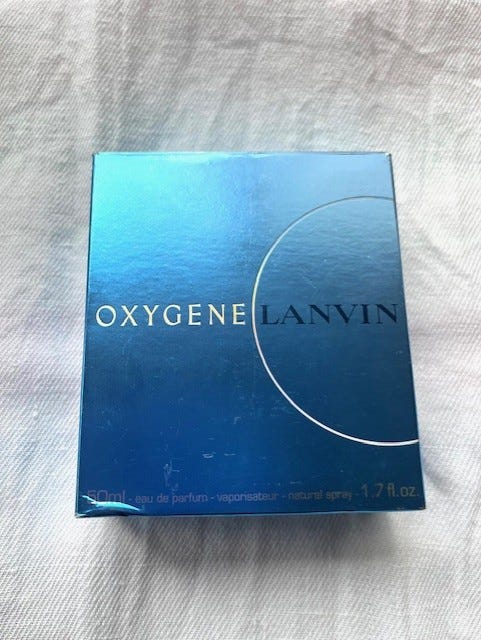 OXYGENE LANVIN
50ml - eau de parfum - vaporisateur - natural spray - 1.7 fl.oz.